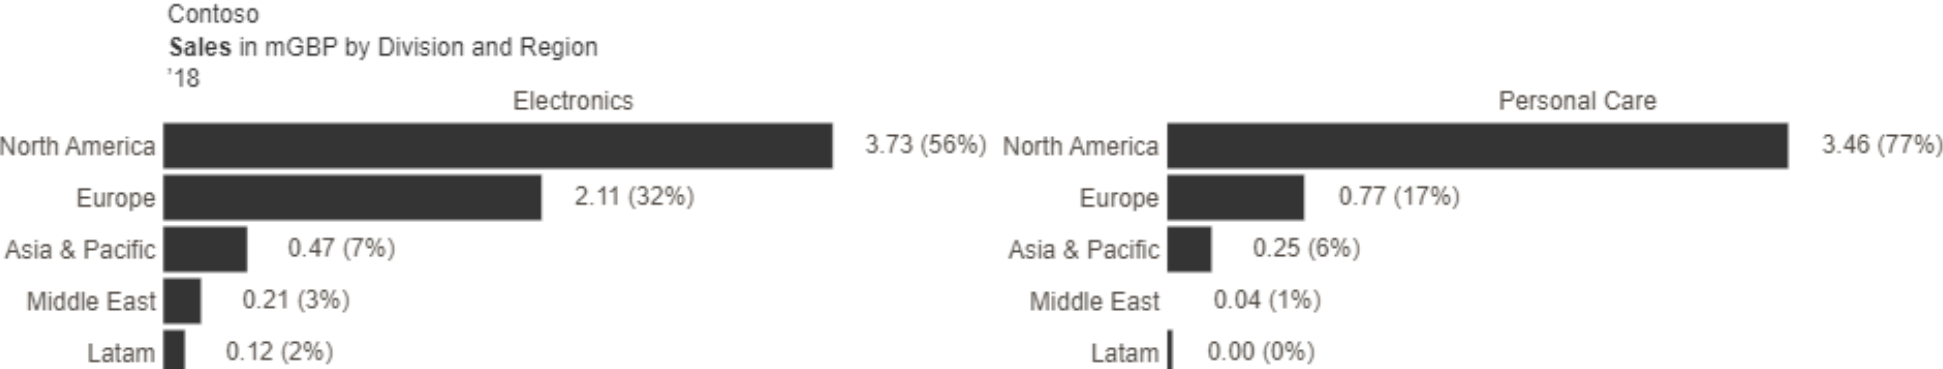 Contoso
Sales in mGBP by Division and Region
’18
Electronics
North America 3.73 (56%)
Europe 2.11 (32%)
Asia & Pacific 0.47 (7%)
Middle East 0.21 (3%)
Latam 0.12 (2%)
Personal Care
North America 3.46 (77%)
Europe 0.77 (17%)
Asia & Pacific 0.25 (6%)
Middle East 0.04 (1%)
Latam 0.00 (0%)